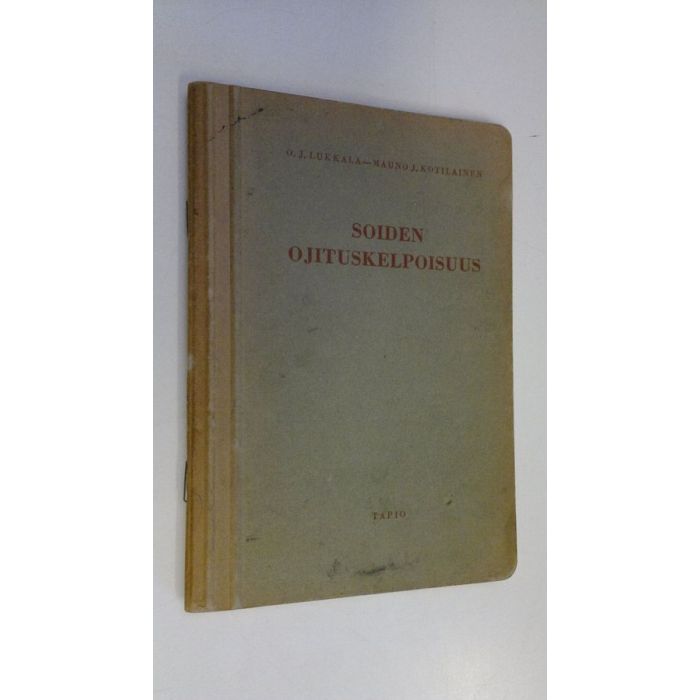 O. J. LUKKALA—MAUNO J. KOTILAINEN
SOIDEN
OJITUSKELPOISUUS
TAPIO